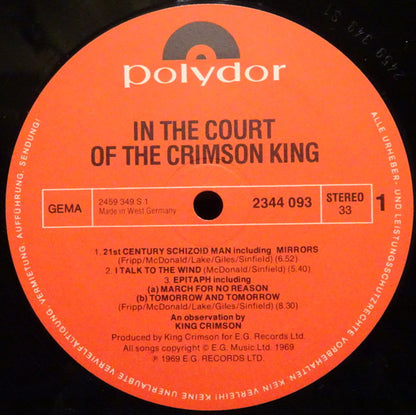 polydor
IN THE COURT
OF THE CRIMSON KING
GEMA
2459 349 S 1
Made in West Germany
2344 093
STEREO
33
1
1. 21st CENTURY SCHIZOID MAN including MIRRORS
(Fripp/McDonald/Lake/Giles/Sinfield) (6.52)
2. I TALK TO THE WIND (McDonald/Sinfield) (5.40)
3. EPITAPH including
(a) MARCH FOR NO REASON
(b) TOMORROW AND TOMORROW
(Fripp/McDonald/Lake/Giles/Sinfield) (8.30)
An observation by
KING CRIMSON
Produced by King Crimson for E.G. Records Ltd.
All songs copyright © E.G. Music Ltd. 1969
℗ 1969 E.G. RECORDS LTD.
ALLE URHEBER- UND LEISTUNGSSCHUTZRECHTE VORBEHALTEN KEIN VERLEIH! KEINE UNERLAUBTE VERVIELFÄLTIGUNG, VERMIETUNG, AUFFÜHRUNG, SENDUNG!
2459 349 S1